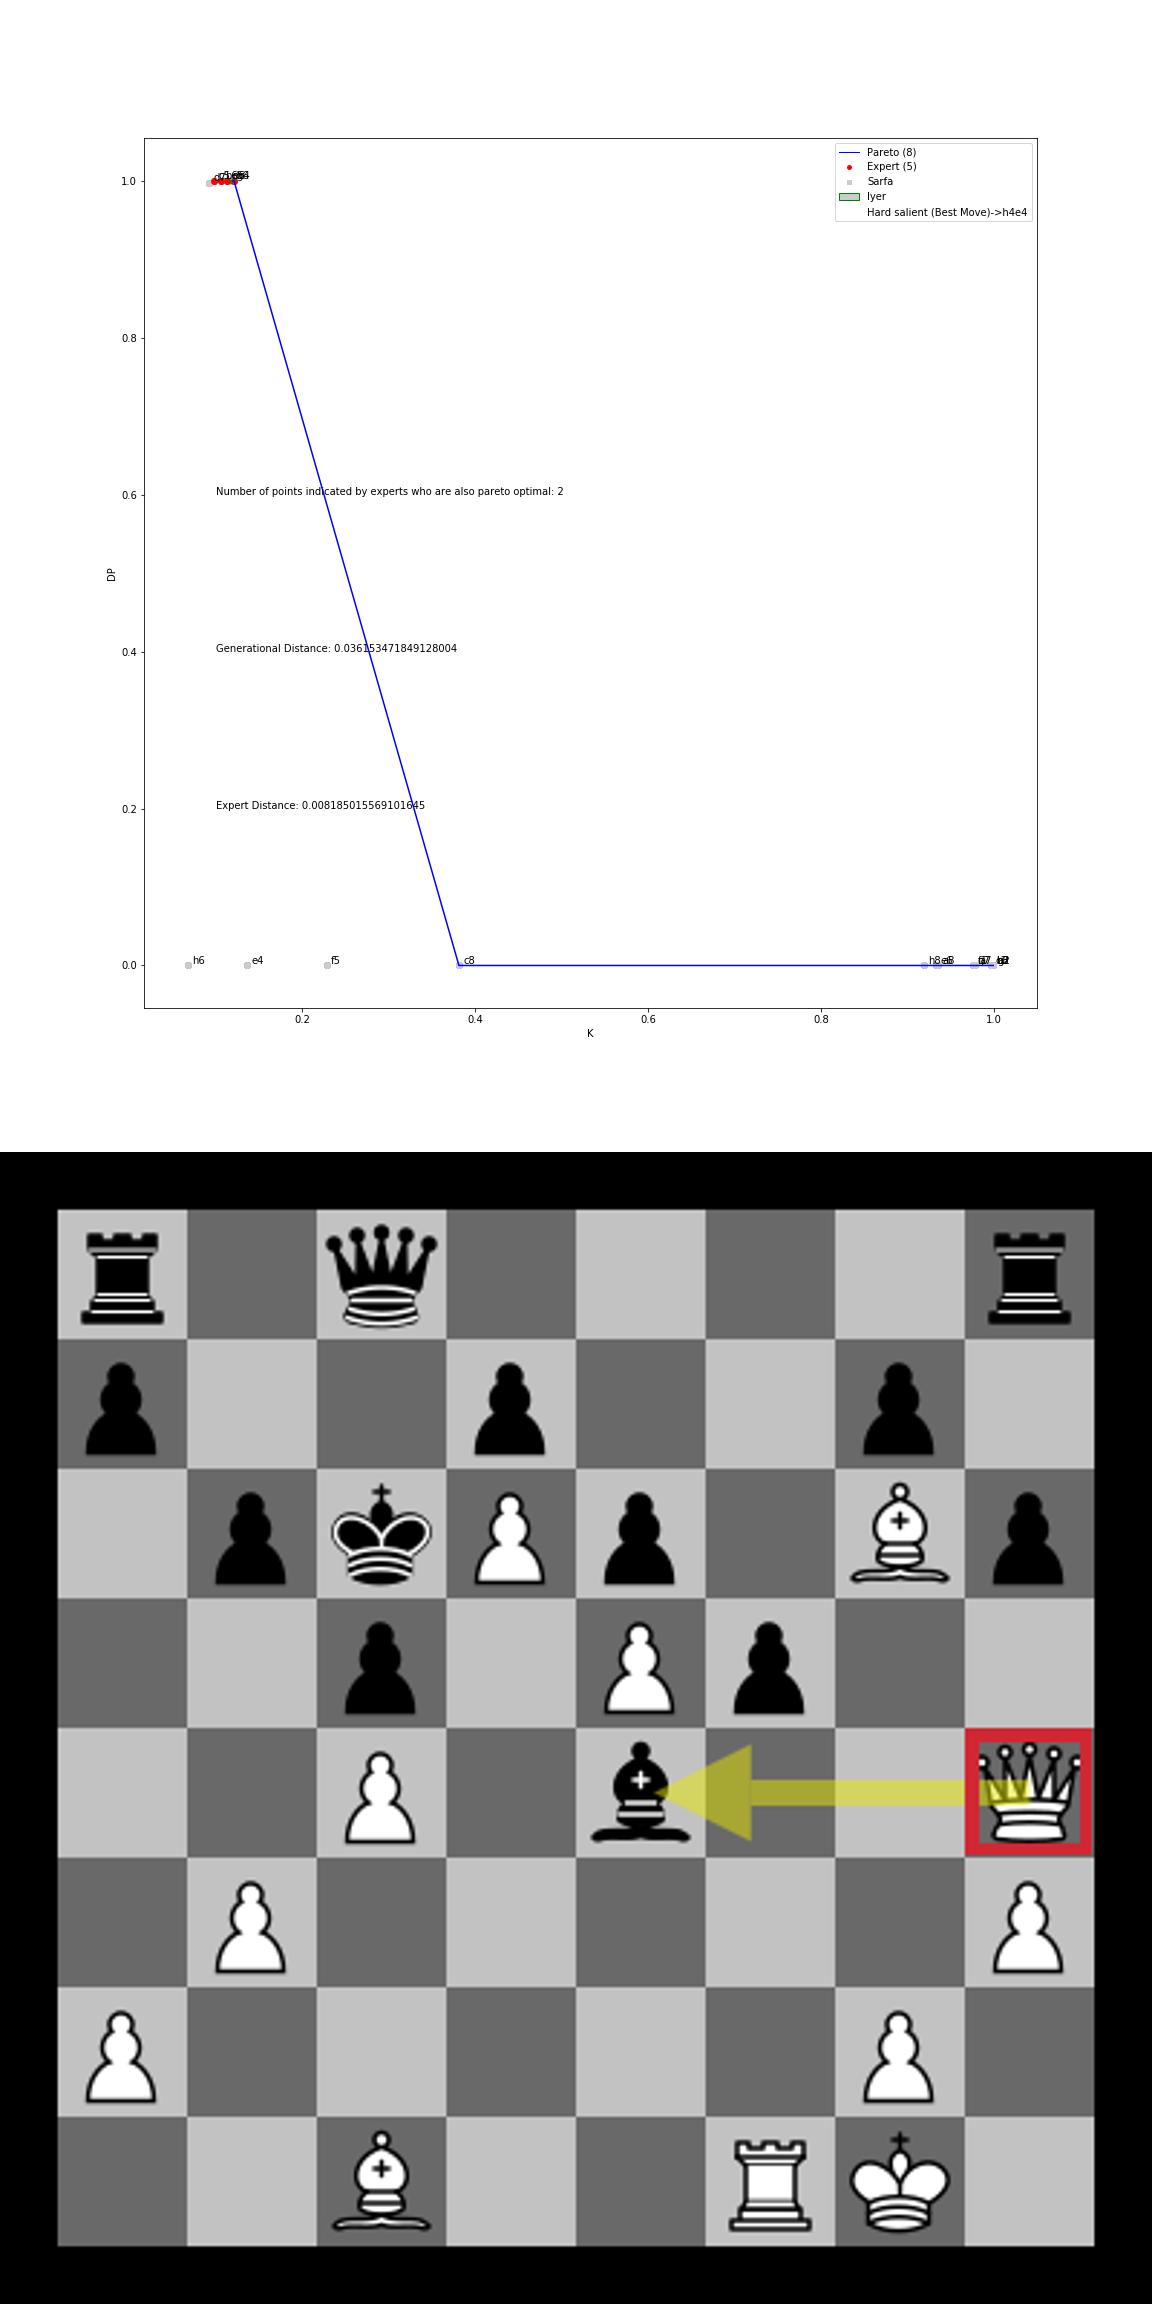 Pareto (8)
Expert (5)
Sarfa
Iyer
Hard salient (Best Move)->h4e4
1.0
0.8
Number of points indicated by experts who are also pareto optimal: 2
0.6
DP
Generational Distance: 0.036153471849128004
0.4
Expert Distance: 0.008185015569101645
0.2
h6
e4
f5
c8
h8
0.0
0.2
0.4
0.6
0.8
1.0
K